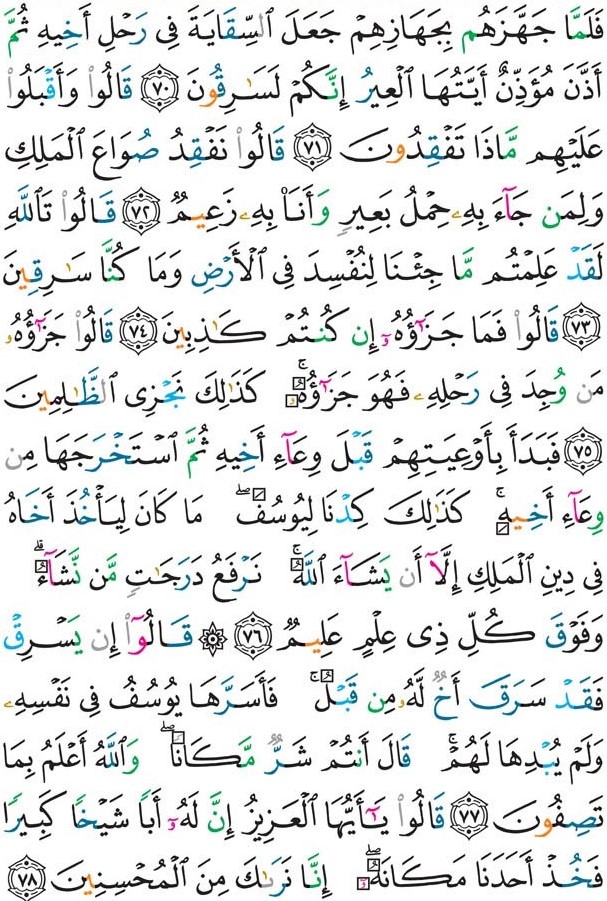 فَلَمَّا جَهَّزَهُم بِجَهَازِهِمْ جَعَلَ ٱلسِّقَايَةَ فِى رَحْلِ أَخِيهِ ثُمَّ
أَذَّنَ مُؤَذِّنٌ أَيَّتُهَا ٱلْعِيرُ إِنَّكُمْ لَسَـٰرِقُونَ ٧٠ قَالُوا۟ وَأَقْبَلُوا۟
عَلَيْهِم مَّاذَا تَفْقِدُونَ ٧١ قَالُوا۟ نَفْقِدُ صُوَاعَ ٱلْمَلِكِ
وَلِمَن جَآءَ بِهِۦ حِمْلُ بَعِيرٍ وَأَنَا۠ بِهِۦ زَعِيمٌ ٧٢ قَالُوا۟ تَٱللَّهِ
لَقَدْ عَلِمْتُم مَّا جِئْنَا لِنُفْسِدَ فِى ٱلْأَرْضِ وَمَا كُنَّا سَـٰرِقِينَ
٧٣ قَالُوا۟ فَمَا جَزَٰٓؤُهُۥٓ إِن كُنتُمْ كَـٰذِبِينَ ٧٤ قَالُوا۟ جَزَٰٓؤُهُۥ
مَن وُجِدَ فِى رَحْلِهِۦ فَهُوَ جَزَٰٓؤُهُۥ ۚ كَذَٰلِكَ نَجْزِى ٱلظَّـٰلِمِينَ
٧٥ فَبَدَأَ بِأَوْعِيَتِهِمْ قَبْلَ وِعَآءِ أَخِيهِ ثُمَّ ٱسْتَخْرَجَهَا مِن
وِعَآءِ أَخِيهِ ۚ كَذَٰلِكَ كِدْنَا لِيُوسُفَ ۖ مَا كَانَ لِيَأْخُذَ أَخَاهُ
فِى دِينِ ٱلْمَلِكِ إِلَّآ أَن يَشَآءَ ٱللَّهُ ۚ نَرْفَعُ دَرَجَـٰتٍ مَّن نَّشَآءُ ۗ
وَفَوْقَ كُلِّ ذِى عِلْمٍ عَلِيمٌ ٧٦ ۞ قَالُوٓا۟ إِن يَسْرِقْ
فَقَدْ سَرَقَ أَخٌ لَّهُۥ مِن قَبْلُ ۚ فَأَسَرَّهَا يُوسُفُ فِى نَفْسِهِۦ
وَلَمْ يُبْدِهَا لَهُمْ ۚ قَالَ أَنتُمْ شَرٌّ مَّكَانًا ۖ وَٱللَّهُ أَعْلَمُ بِمَا
تَصِفُونَ ٧٧ قَالُوا۟ يَـٰٓأَيُّهَا ٱلْعَزِيزُ إِنَّ لَهُۥٓ أَبًا شَيْخًا كَبِيرًا
فَخُذْ أَحَدَنَا مَكَانَهُۥٓ ۖ إِنَّا نَرَىٰكَ مِنَ ٱلْمُحْسِنِينَ ٧٨